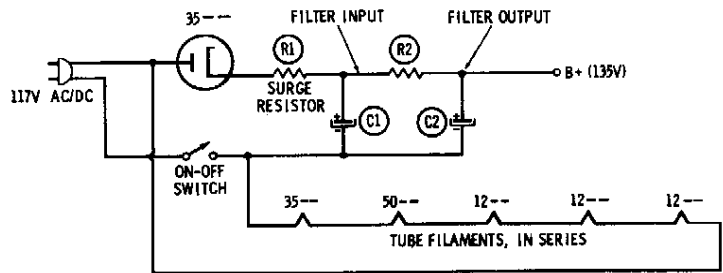 35--
FILTER INPUT
FILTER OUTPUT
R1
R2
B+ (135V)
117V AC/DC
SURGE
RESISTOR
C1
C2
ON-OFF
SWITCH
35-- 50-- 12-- 12-- 12--
TUBE FILAMENTS, IN SERIES